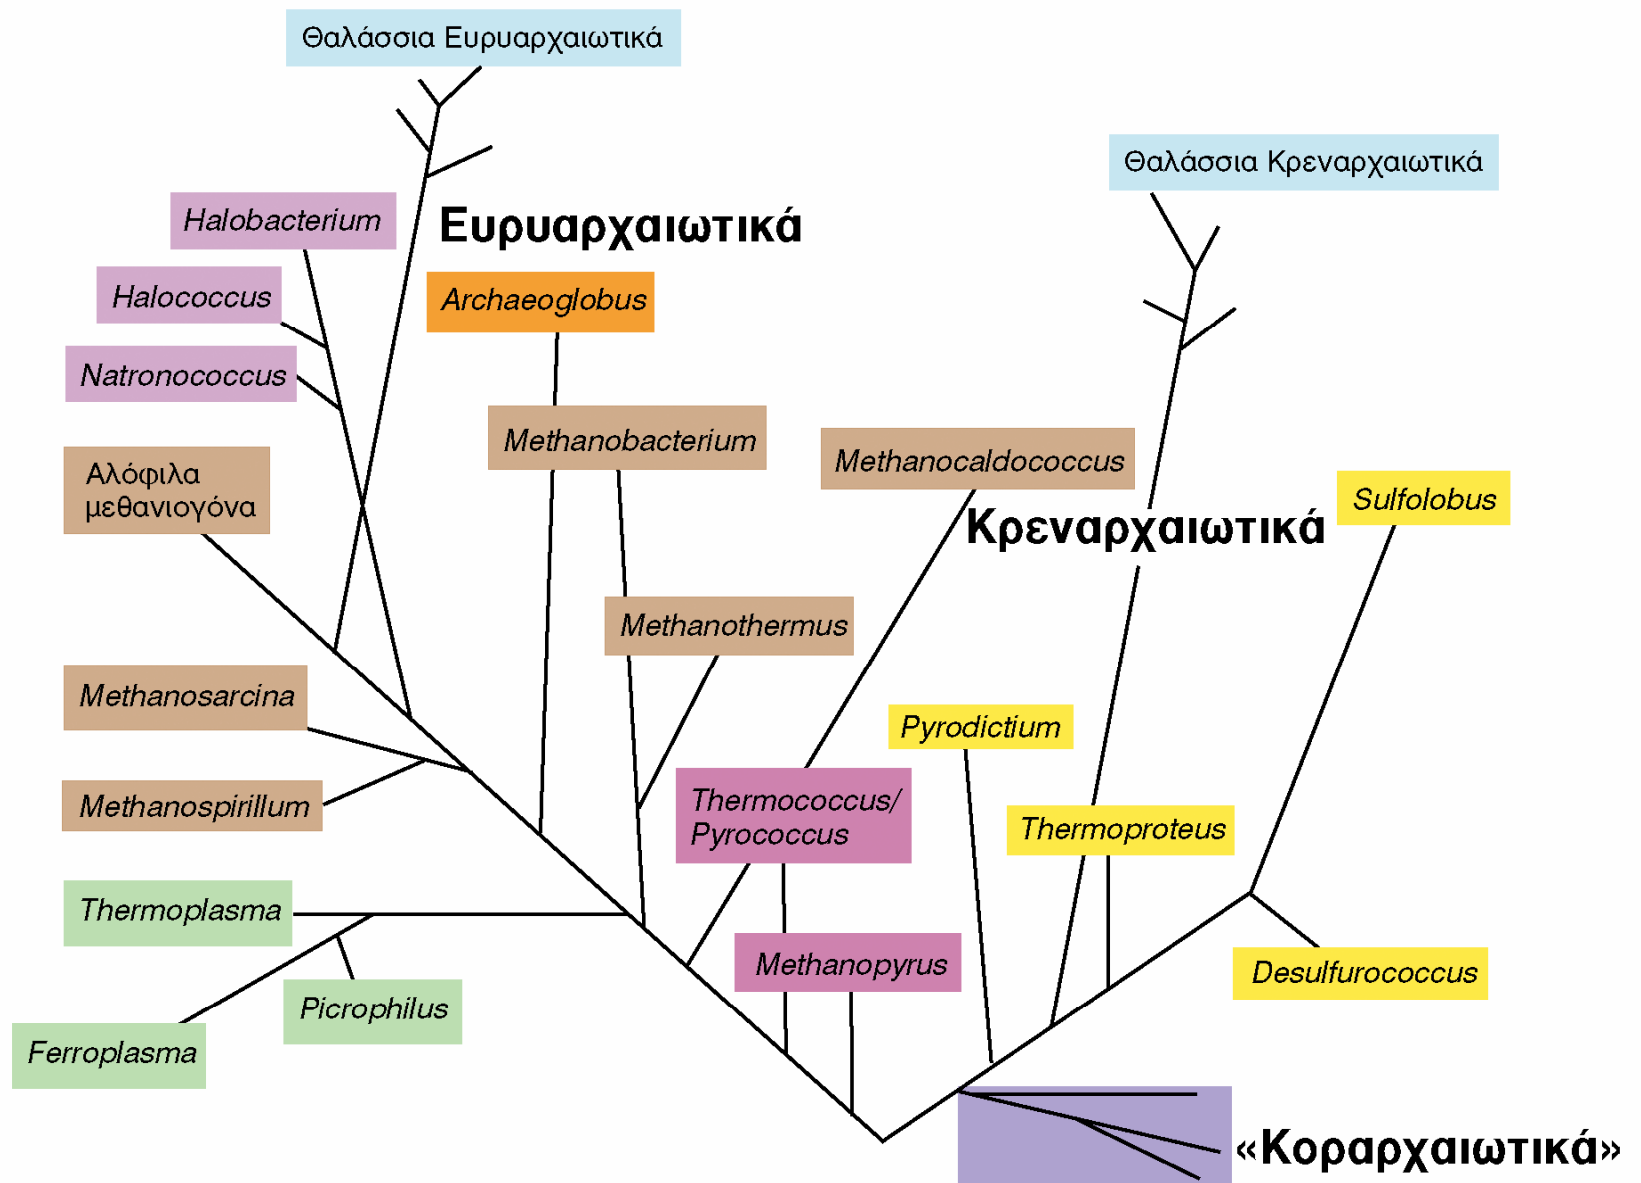 Θαλάσσια Ευρυαρχαιωτικά
Θαλάσσια Κρεναρχαιωτικά
Halobacterium
Ευρυαρχαιωτικά
Halococcus
Archaeoglobus
Natronococcus
Methanobacterium
Methanocaldococcus
Αλόφιλα
μεθανιογόνα
Sulfolobus
Κρεναρχαιωτικά
Methanothermus
Methanosarcina
Pyrodictium
Methanospirillum
Thermococcus/
Pyrococcus
Thermoproteus
Thermoplasma
Methanopyrus
Desulfurococcus
Picrophilus
Ferroplasma
«Κοραρχαιωτικά»